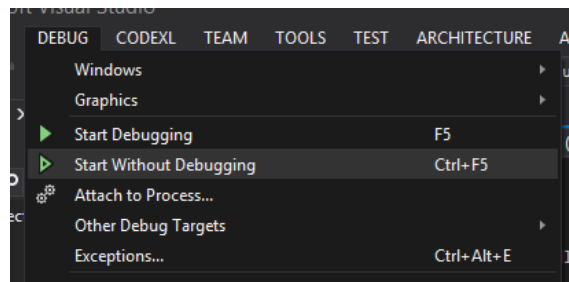 DEBUG CODEXL TEAM TOOLS TEST ARCHITECTURE
Windows
Graphics
Start Debugging F5
Start Without Debugging Ctrl+F5
Attach to Process...
Other Debug Targets
Exceptions... Ctrl+Alt+E